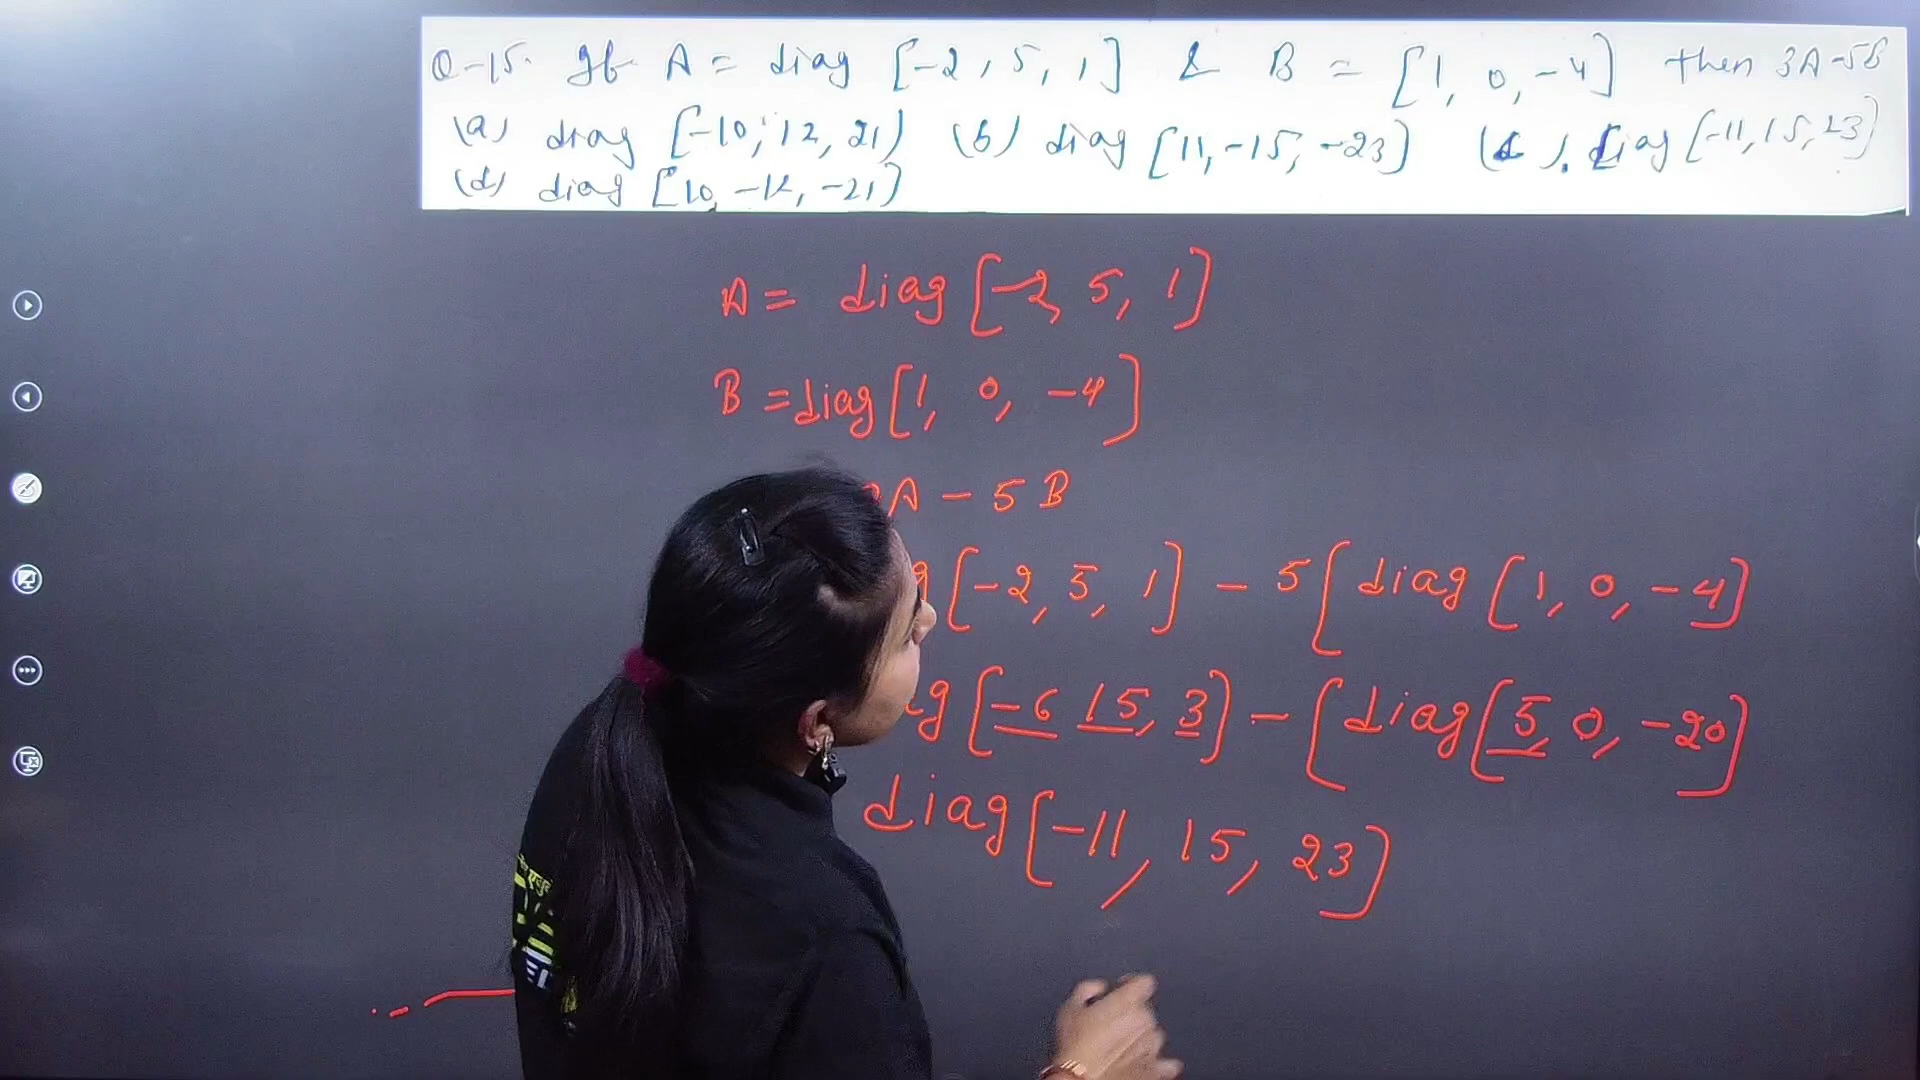 Q-15. If A = diag [-2, 5, 1] & B = [1, 0, -4] then 3A-5B
(a) diag [-10, 12, 21) (b) diag [11, -15, -23] (c). diag [-11, 15, 23]
(d) diag [10, -12, -21)
A = diag [-2, 5, 1]
B = diag [1, 0, -4]
A - 5B
g [-2, 5, 1] - 5 [diag [1, 0, -4]
ag [-6 15, 3] - [diag [5, 0, -20]
diag [-11, 15, 23]